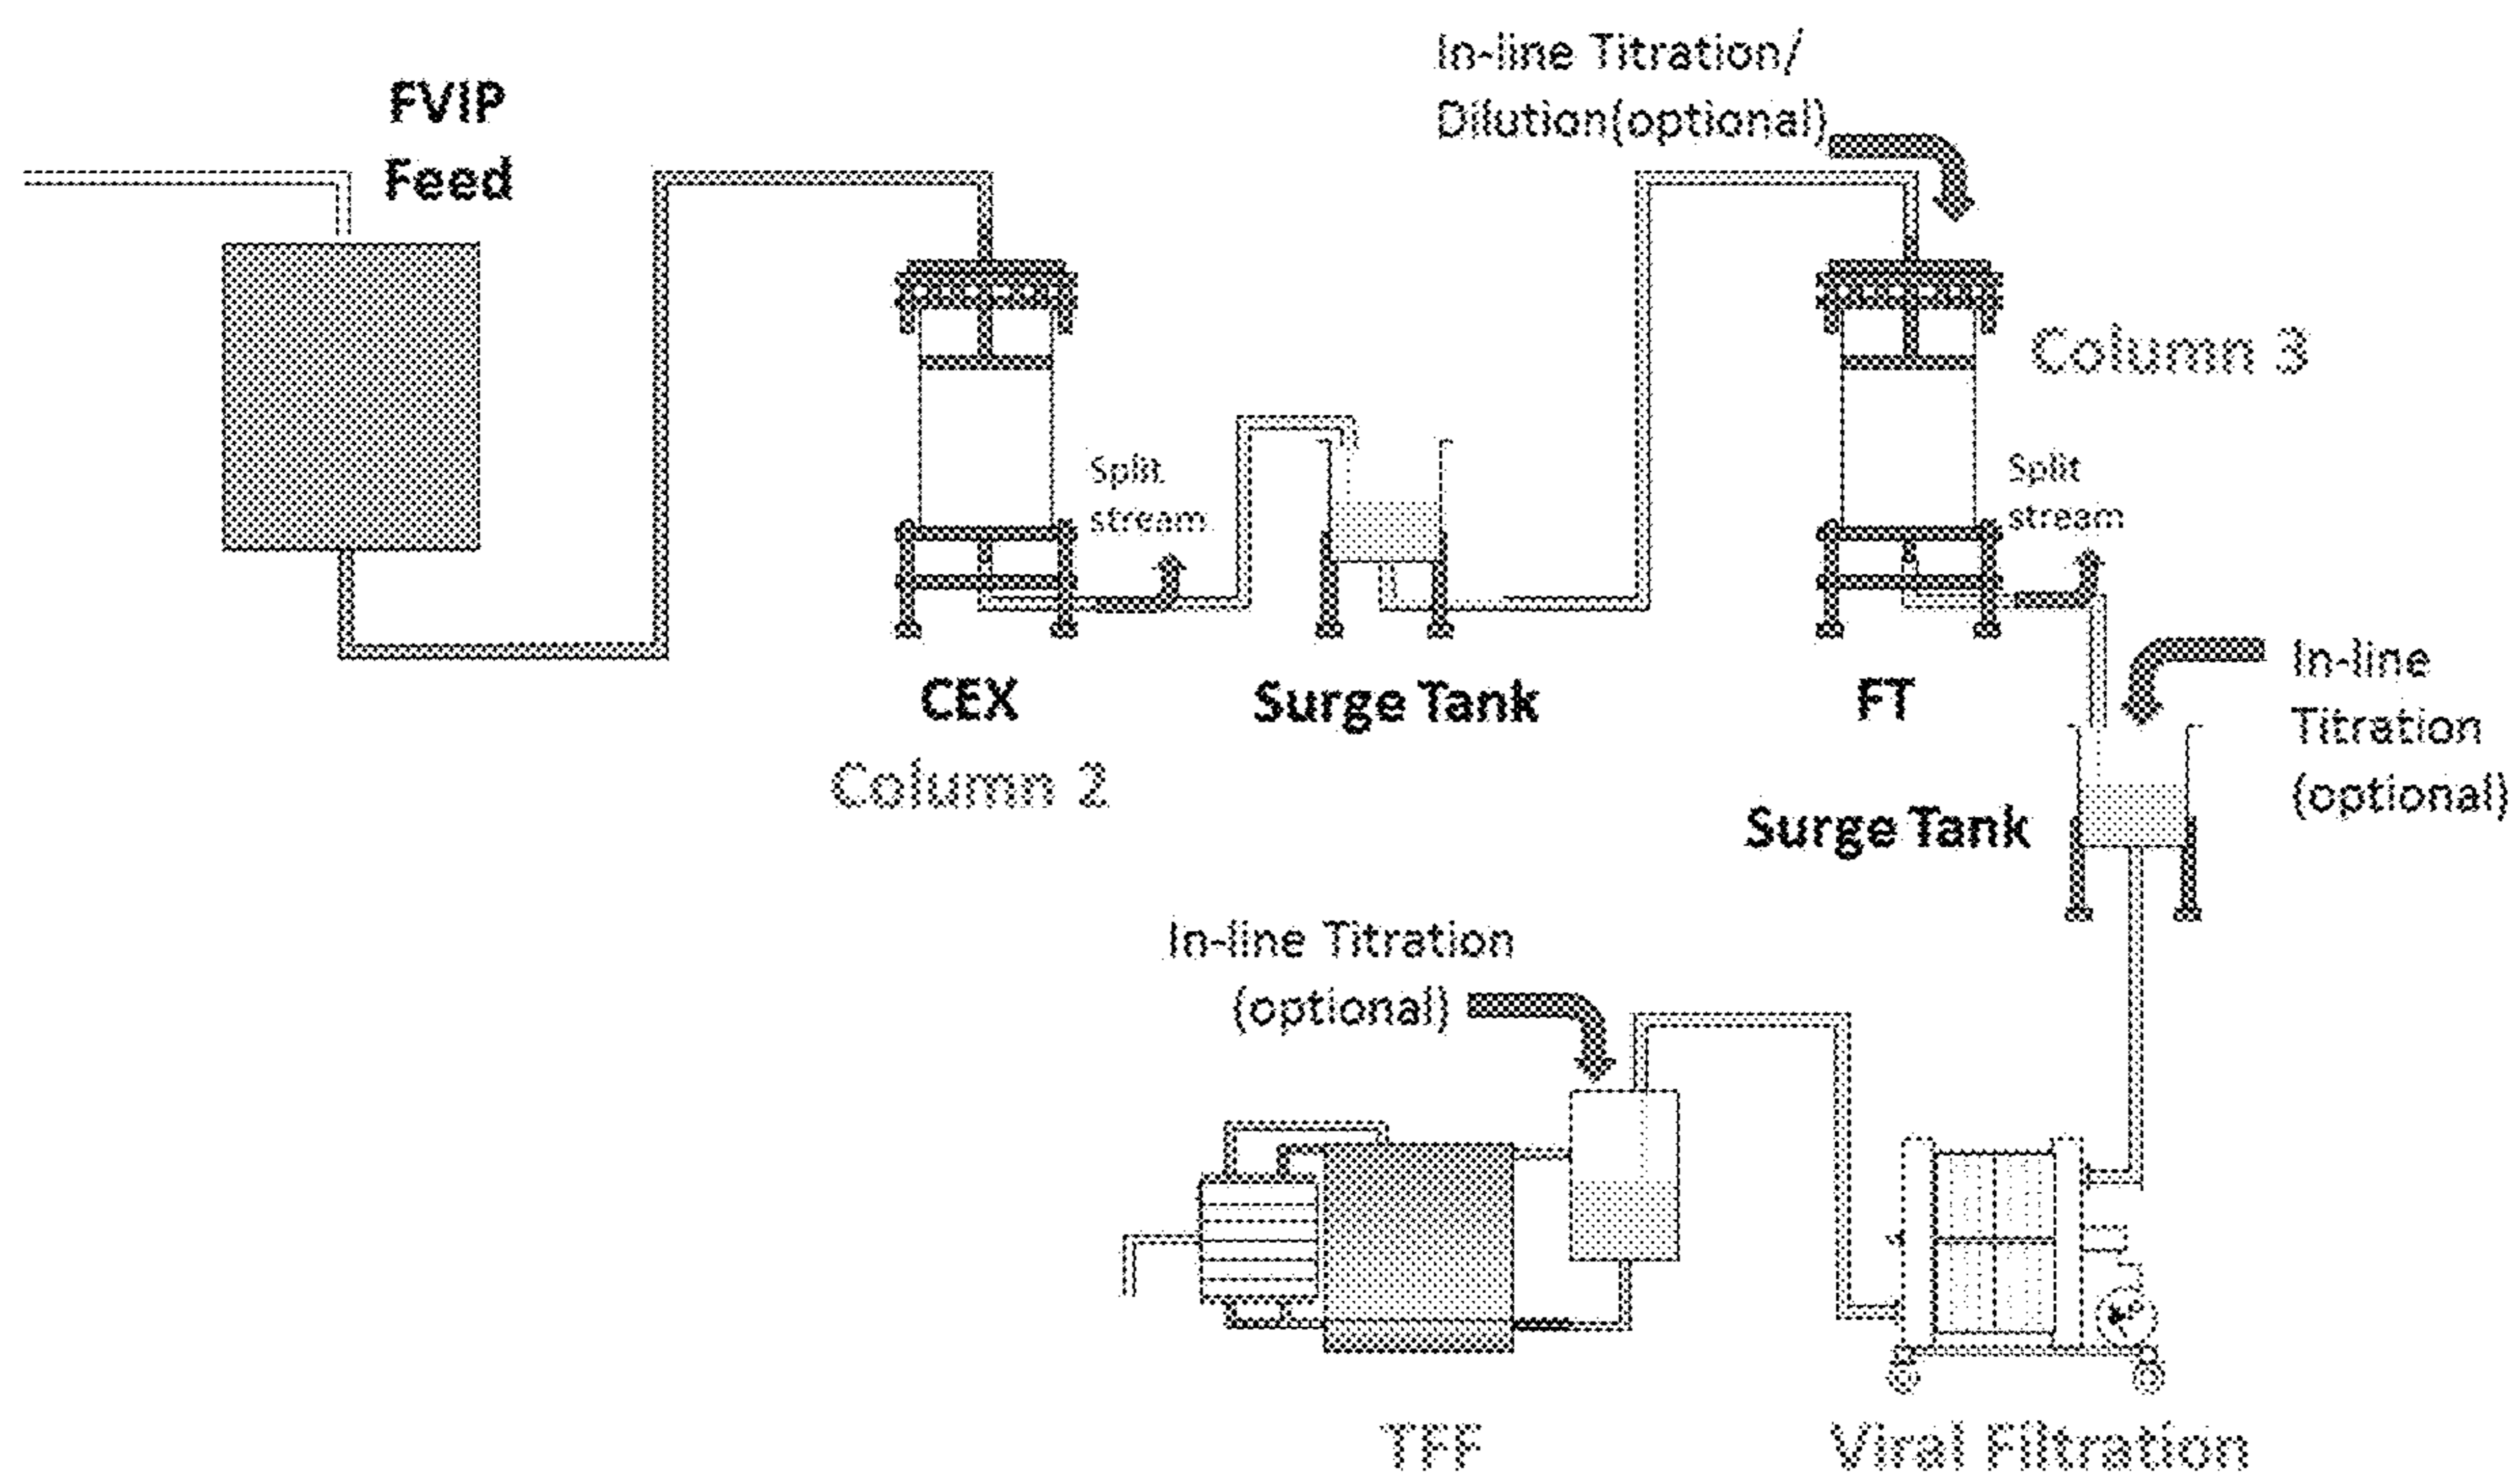 FVIP
Feed
In-line Titration/
Dilution(optional)
Column 3
Split
stream
Split
stream
CEX
Column 2
Surge Tank
FT
In-line
Titration
(optional)
Surge Tank
In-line Titration
(optional)
TFF
Viral Filtration